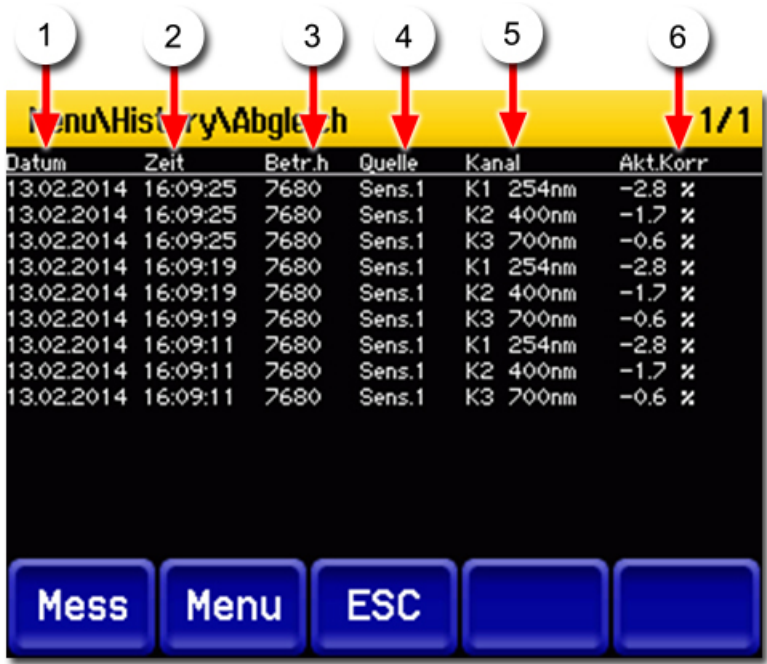 1 2 3 4 5 6
Menu\History\Abgleich 1/1
Datum Zeit Betr.h Quelle Kanal Akt.Korr
13.02.2014 16:09:25 7680 Sens.1 K1 254nm -2.8 %
13.02.2014 16:09:25 7680 Sens.1 K2 400nm -1.7 %
13.02.2014 16:09:25 7680 Sens.1 K3 700nm -0.6 %
13.02.2014 16:09:19 7680 Sens.1 K1 254nm -2.8 %
13.02.2014 16:09:19 7680 Sens.1 K2 400nm -1.7 %
13.02.2014 16:09:19 7680 Sens.1 K3 700nm -0.6 %
13.02.2014 16:09:11 7680 Sens.1 K1 254nm -2.8 %
13.02.2014 16:09:11 7680 Sens.1 K2 400nm -1.7 %
13.02.2014 16:09:11 7680 Sens.1 K3 700nm -0.6 %
Mess Menu ESC